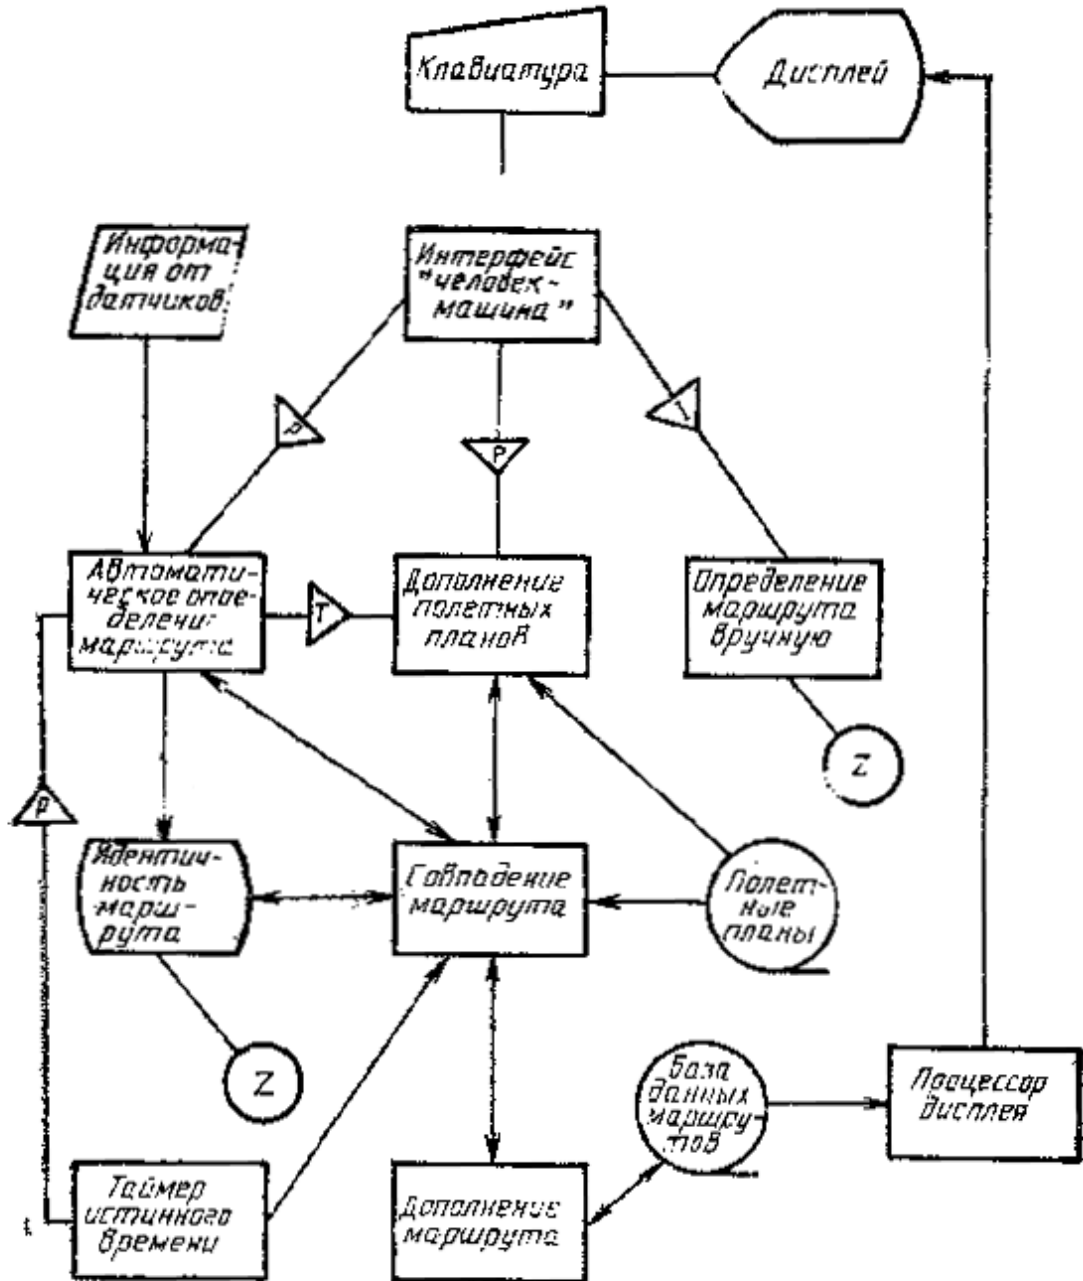 Клавиатура
Дисплей
Информа-
ция от
датчиков
Интерфейс
"человек-
машина"
P
P
Автомати-
ческое опре-
деление
маршрута
T
Дополнение
полетных
планов
Определение
маршрута
вручную
Z
P
Идентич-
ность
марш-
рута
Совпадение
маршрута
Полет-
ные
планы
Z
База
данных
маршру-
тов
Процессор
дисплея
Таймер
истинного
времени
Дополнение
маршрута